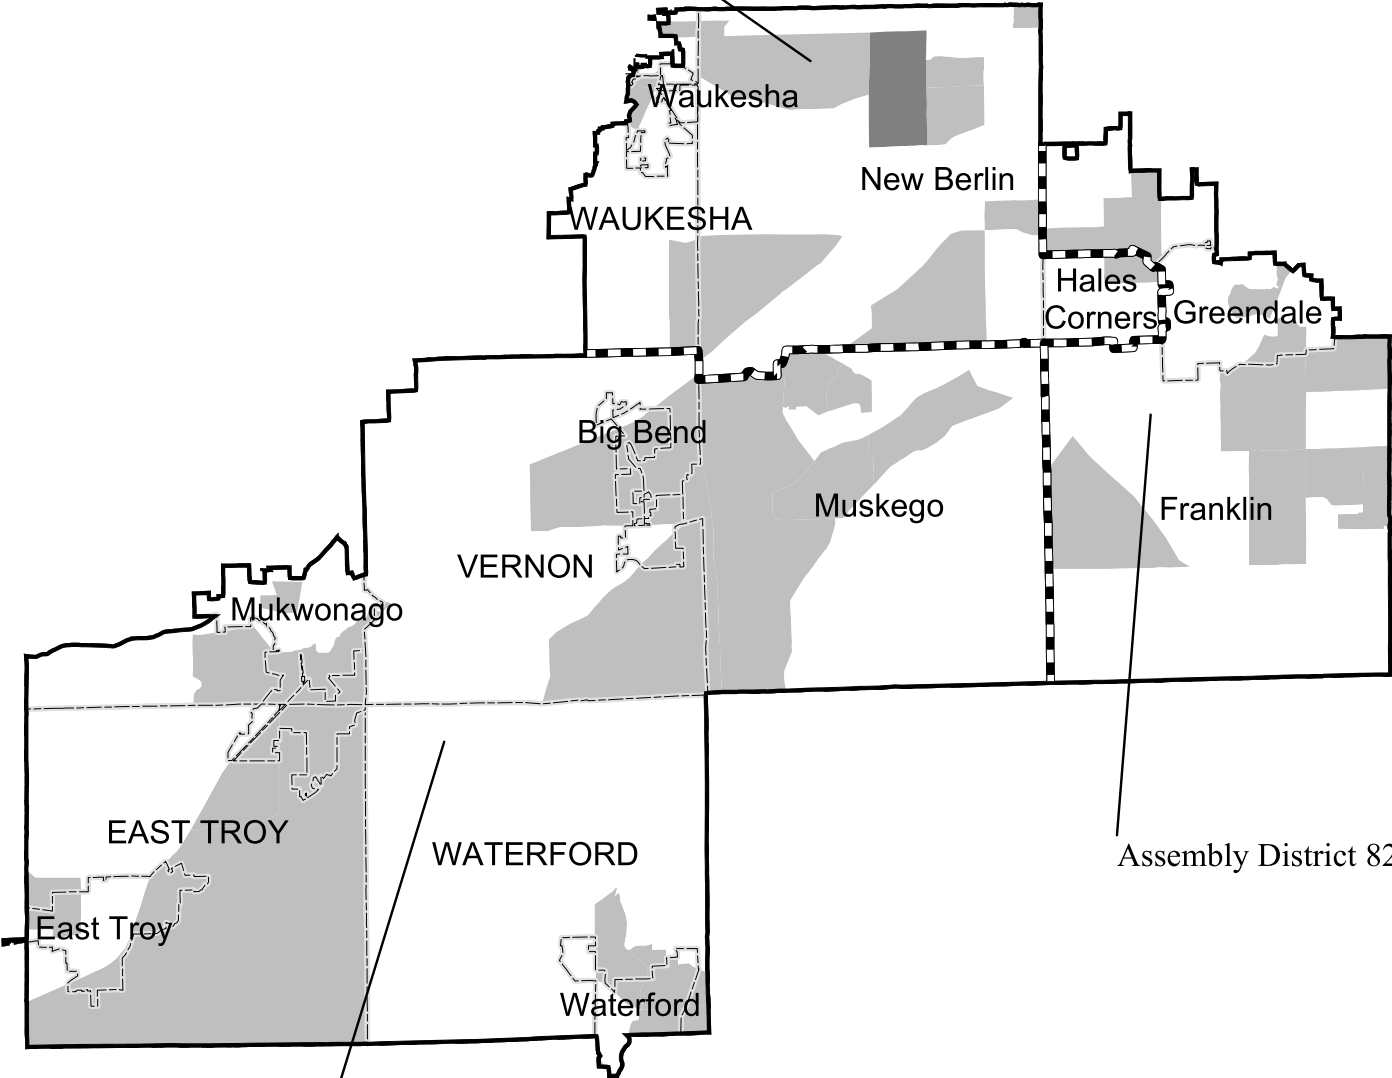 Waukesha
New Berlin
WAUKESHA
Hales
Corners
Greendale
Big Bend
Muskego
Franklin
VERNON
Mukwonago
EAST TROY
WATERFORD
Assembly District 82
East Troy
Waterford